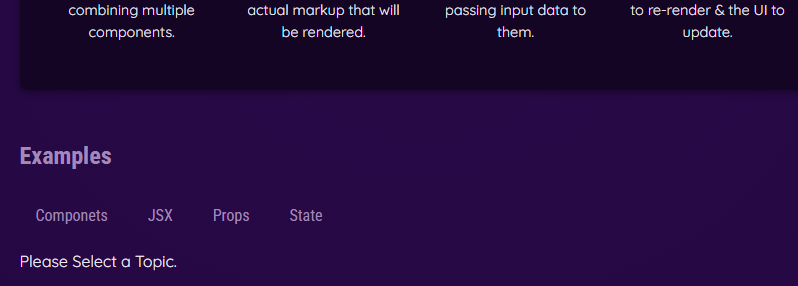 combining multiple
components.
actual markup that will
be rendered.
passing input data to
them.
to re-render & the UI to
update.
Examples
Componets
JSX
Props
State
Please Select a Topic.